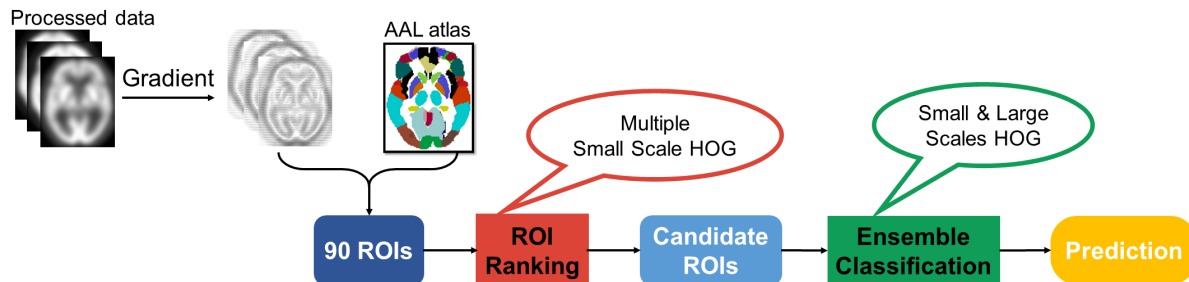 Processed data
AAL atlas
Gradient
Multiple
Small Scale HOG
Small & Large
Scales HOG
90 ROIs
ROI
Ranking
Candidate
ROIs
Ensemble
Classification
Prediction